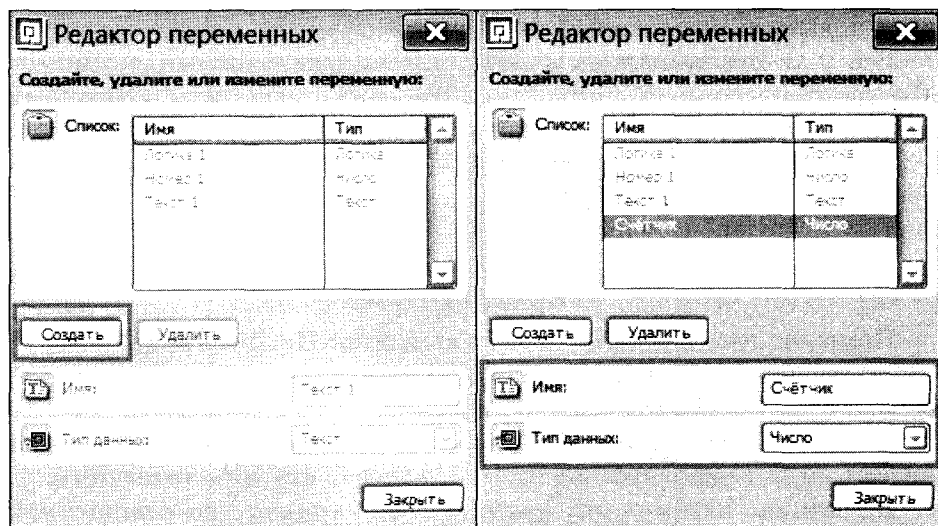 Редактор переменных
Создайте, удалите или измените переменную:
Список:
Имя Тип
Логика 1 Логика
Номер 1 Число
Текст 1 Текст
Создать Удалить
Имя: Текст 1
Тип данных: Текст
Закрыть
Редактор переменных
Создайте, удалите или измените переменную:
Список:
Имя Тип
Логика 1 Логика
Номер 1 Число
Текст 1 Текст
Счётчик Число
Создать Удалить
Имя: Счётчик
Тип данных: Число
Закрыть